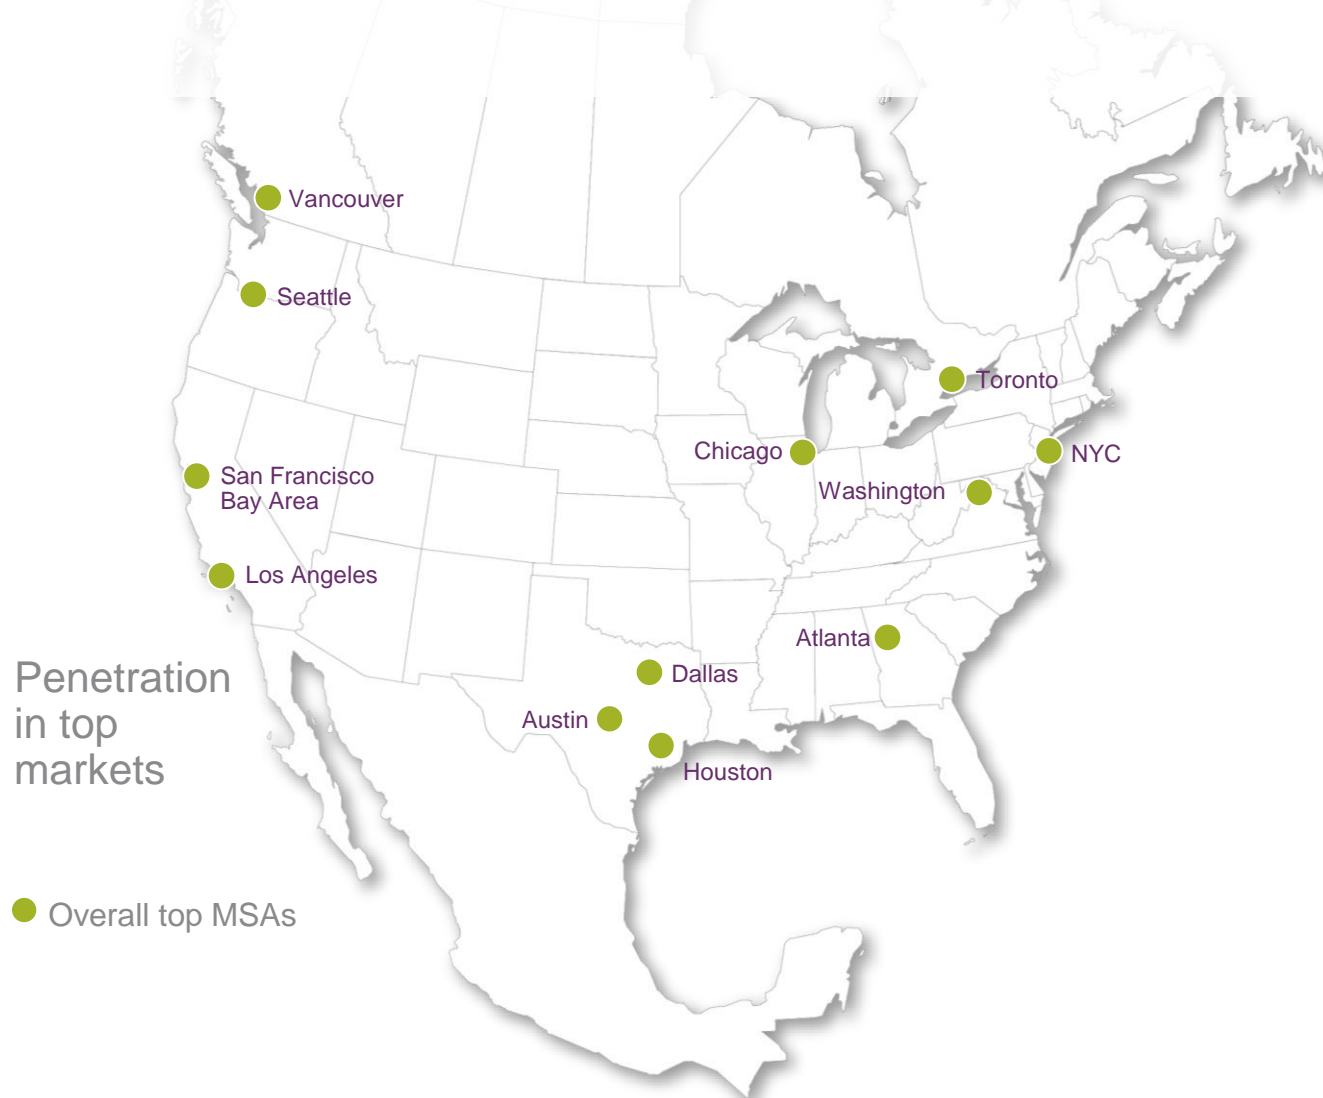 Vancouver
Seattle
Toronto
Chicago
NYC
San Francisco
Bay Area
Washington
Los Angeles
Atlanta
Penetration
in top
markets
Dallas
Austin
Houston
Overall top MSAs